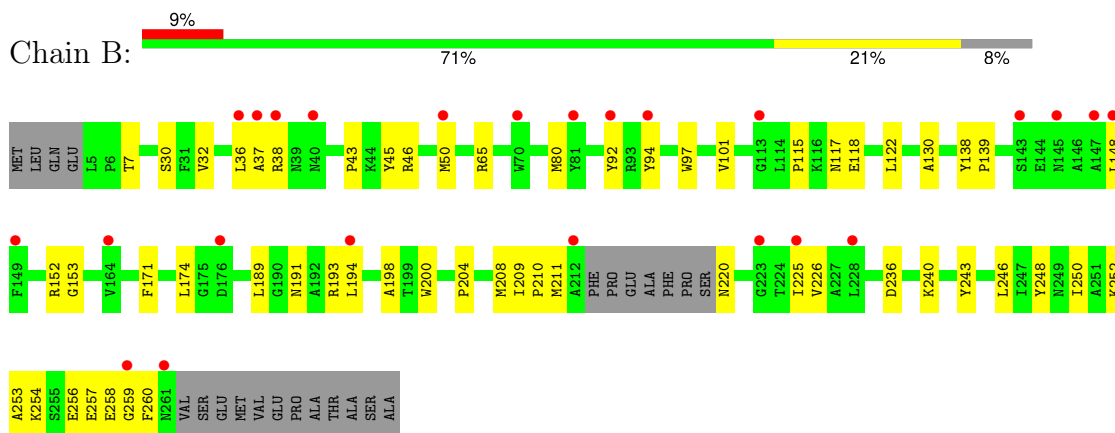 9%
Chain B:
71% 21% 8%
MET LEU GLN GLU L5 P6 T7 S30 F31 V32 L36 A37 R38 N39 N40 P43 K44 Y45 R46 M50 R65 W70 M80 Y81 Y92 R93 Y94 W97 V101 G113 L114 P115 K116 N117 E118 L122 A130 Y138 P139 S143 E144 N145 A146 A147 L148
F149 R152 G153 V164 F171 L174 G175 D176 L189 G190 N191 A192 R193 L194 A198 T199 W200 P204 M208 I209 P210 M211 A212 PHE PRO GLU ALA PHE PRO SER N220 G223 T224 I225 V226 A227 L228 D236 K240 Y243 L246 I247 Y248 N249 I250 A251 K252
A253 K254 S255 E256 E257 E258 G259 F260 N261 VAL SER GLU MET VAL GLU PRO ALA THR ALA SER ALA